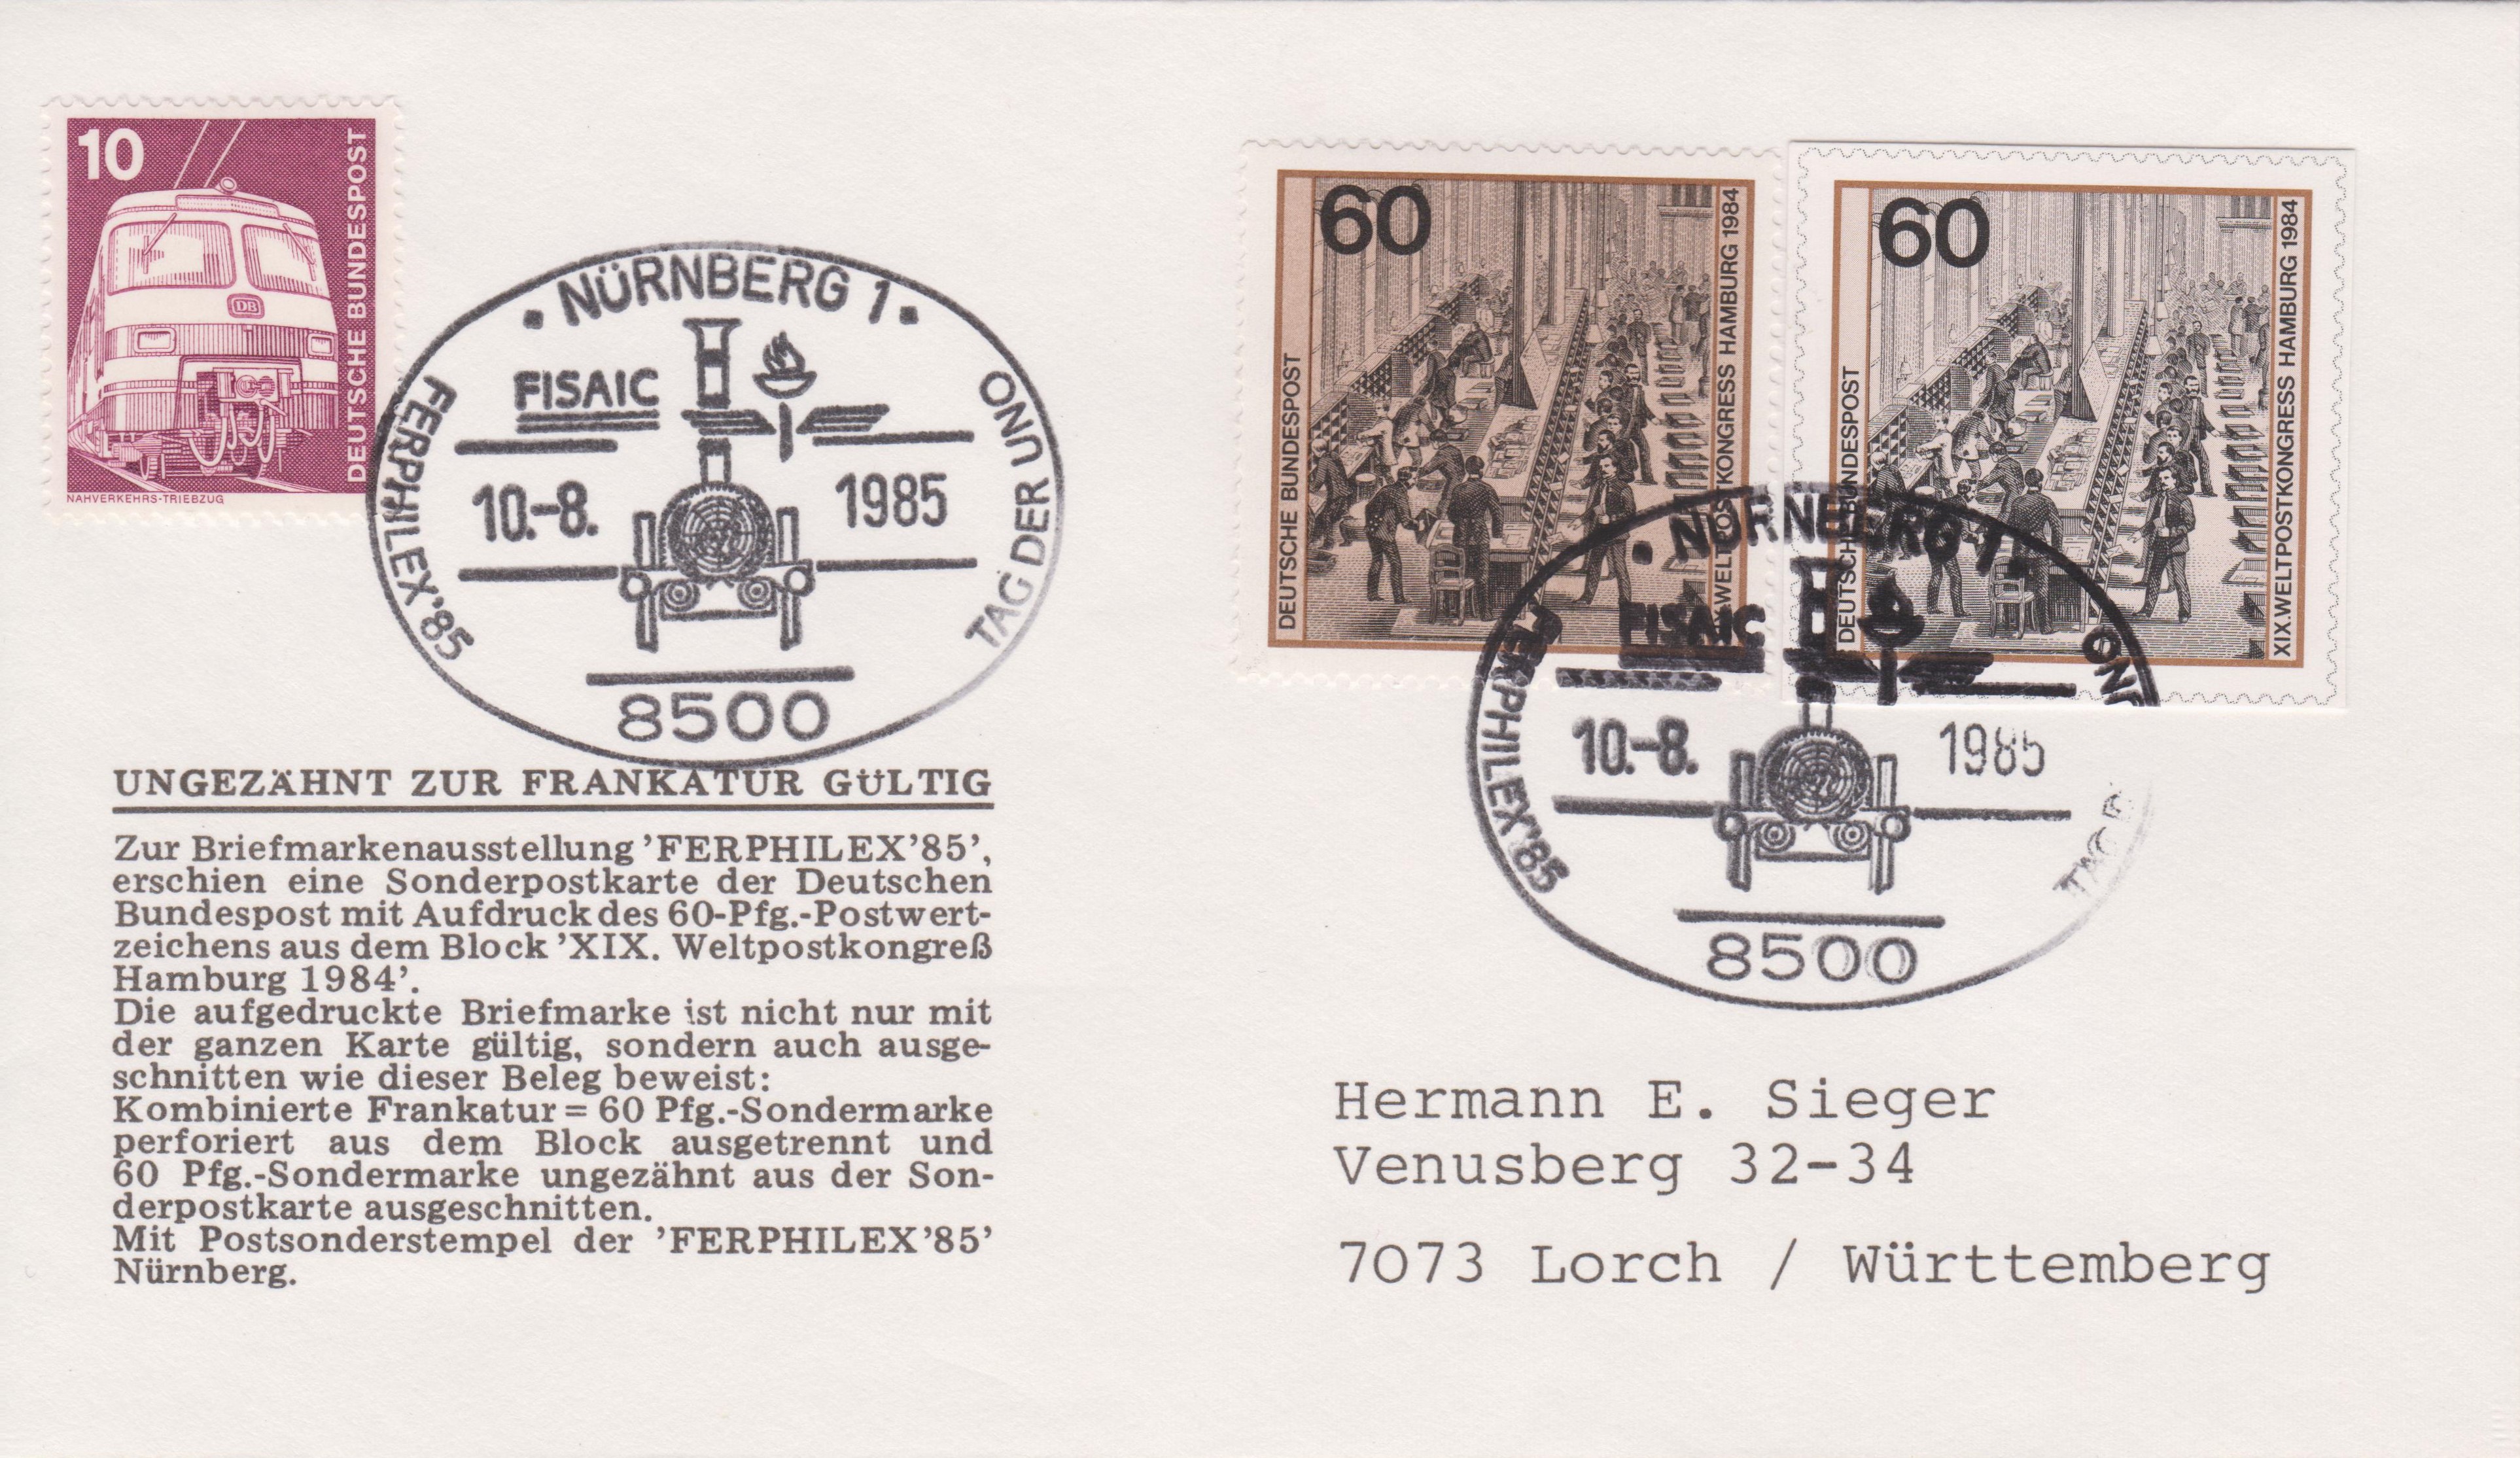 10
DEUTSCHE BUNDESPOST
DB
NAHVERKEHRS-TRIEBZUG
NÜRNBERG 1
FISAIC
FERPHILEX'85
10.-8. 1985
TAG DER UNO
8500
60
DEUTSCHE BUNDESPOST
XIX.WELTPOSTKONGRESS HAMBURG 1984
60
DEUTSCHE BUNDESPOST
XIX.WELTPOSTKONGRESS HAMBURG 1984
NÜRNBERG 1
FISAIC
FERPHILEX'85
10.-8. 1985
TAG D
UNO
8500
UNGEZÄHNT ZUR FRANKATUR GÜLTIG
Zur Briefmarkenausstellung 'FERPHILEX'85',
erschien eine Sonderpostkarte der Deutschen
Bundespost mit Aufdruck des 60-Pfg.-Postwert-
zeichens aus dem Block 'XIX. Weltpostkongreß
Hamburg 1984'.
Die aufgedruckte Briefmarke ist nicht nur mit
der ganzen Karte gültig, sondern auch ausge-
schnitten wie dieser Beleg beweist:
Kombinierte Frankatur = 60 Pfg.-Sondermarke
perforiert aus dem Block ausgetrennt und
60 Pfg.-Sondermarke ungezähnt aus der Son-
derpostkarte ausgeschnitten.
Mit Postsonderstempel der 'FERPHILEX'85'
Nürnberg.
Hermann E. Sieger
Venusberg 32-34
7073 Lorch / Württemberg